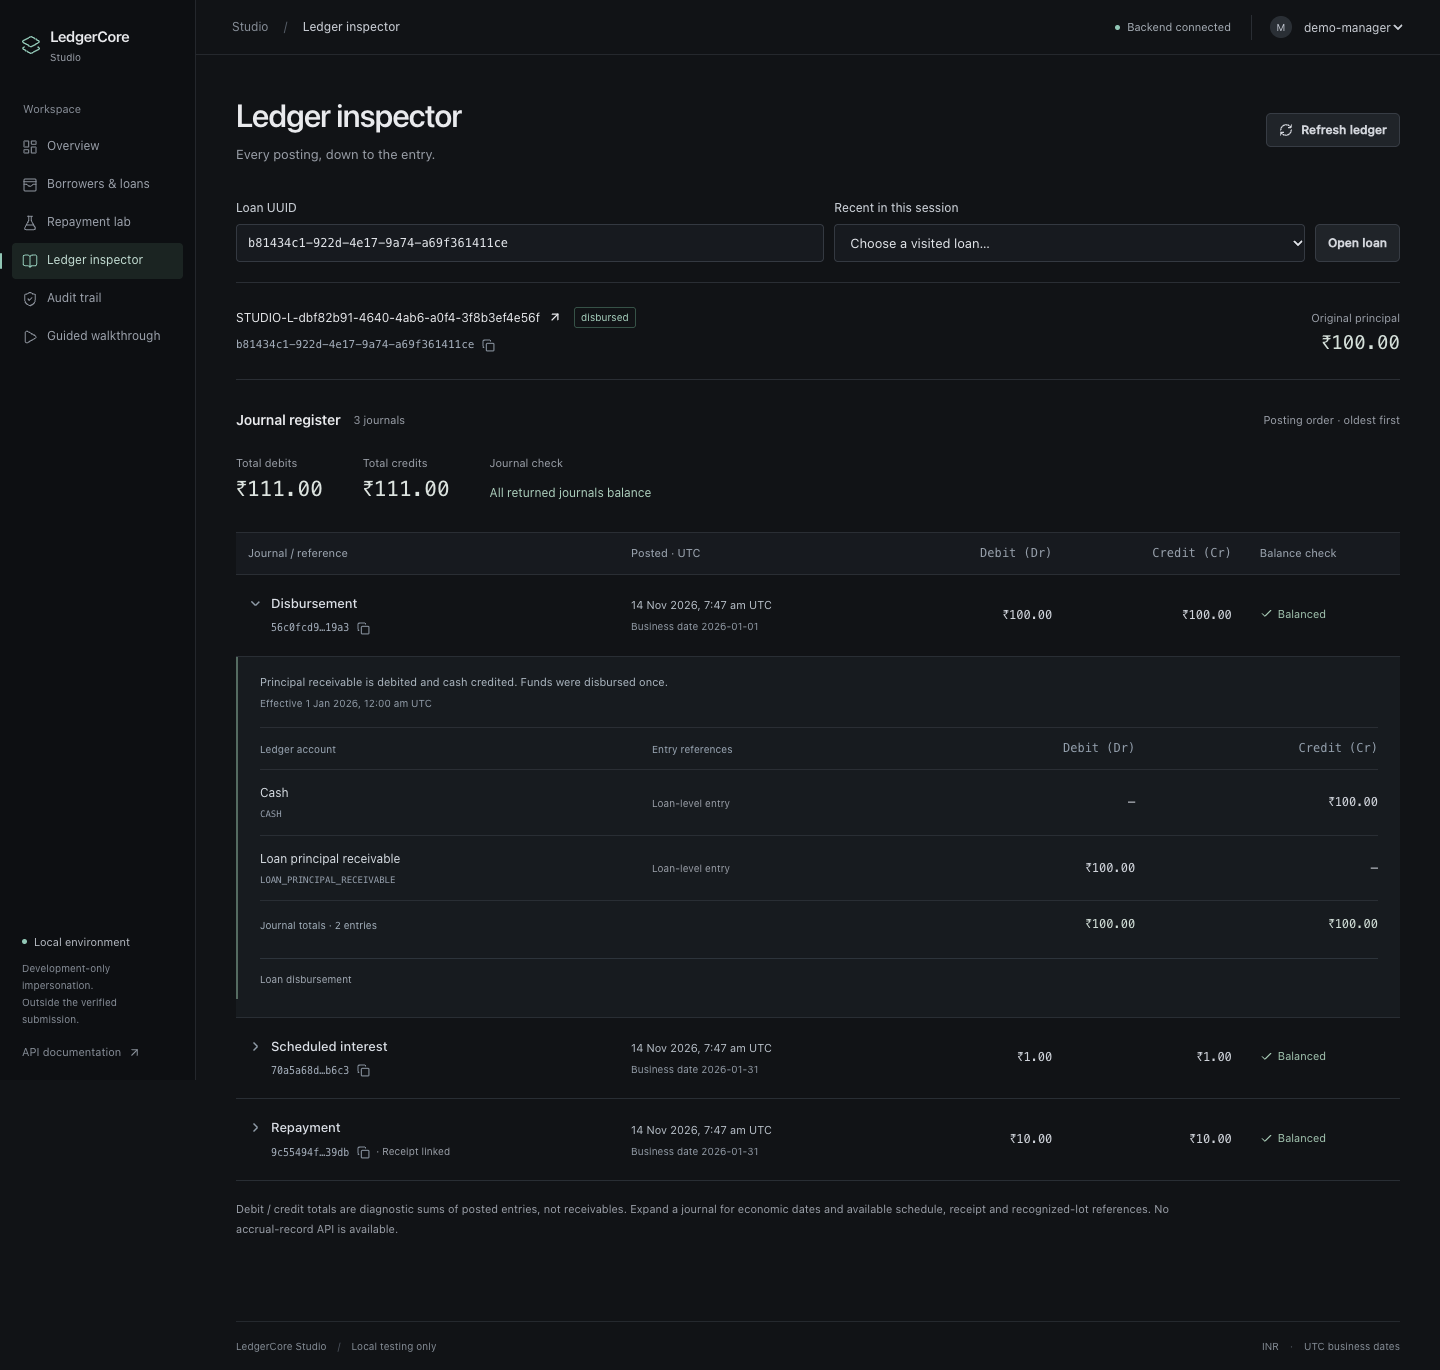 LedgerCore
Studio
Workspace
Overview
Borrowers & loans
Repayment lab
Ledger inspector
Audit trail
Guided walkthrough
Local environment
Development-only
impersonation.
Outside the verified
submission.
API documentation
Studio / Ledger inspector
Backend connected
M demo-manager
Ledger inspector
Every posting, down to the entry.
Refresh ledger
Loan UUID
Recent in this session
b81434c1-922d-4e17-9a74-a69f361411ce
Choose a visited loan…
Open loan
STUDIO-L-dbf82b91-4640-4ab6-a0f4-3f8b3ef4e56f disbursed
b81434c1-922d-4e17-9a74-a69f361411ce
Original principal
₹100.00
Journal register 3 journals
Posting order · oldest first
Total debits Total credits Journal check
₹111.00 ₹111.00 All returned journals balance
Journal / reference Posted · UTC Debit (Dr) Credit (Cr) Balance check
Disbursement 14 Nov 2026, 7:47 am UTC ₹100.00 ₹100.00 Balanced
56c0fcd9…19a3 Business date 2026-01-01
Principal receivable is debited and cash credited. Funds were disbursed once.
Effective 1 Jan 2026, 12:00 am UTC
Ledger account Entry references Debit (Dr) Credit (Cr)
Cash Loan-level entry — ₹100.00
CASH
Loan principal receivable Loan-level entry ₹100.00 —
LOAN_PRINCIPAL_RECEIVABLE
Journal totals · 2 entries ₹100.00 ₹100.00
Loan disbursement
Scheduled interest 14 Nov 2026, 7:47 am UTC ₹1.00 ₹1.00 Balanced
70a5a68d…b6c3 Business date 2026-01-31
Repayment 14 Nov 2026, 7:47 am UTC ₹10.00 ₹10.00 Balanced
9c55494f…39db · Receipt linked Business date 2026-01-31
Debit / credit totals are diagnostic sums of posted entries, not receivables. Expand a journal for economic dates and available schedule, receipt and recognized-lot references. No
accrual-record API is available.
LedgerCore Studio / Local testing only
INR · UTC business dates